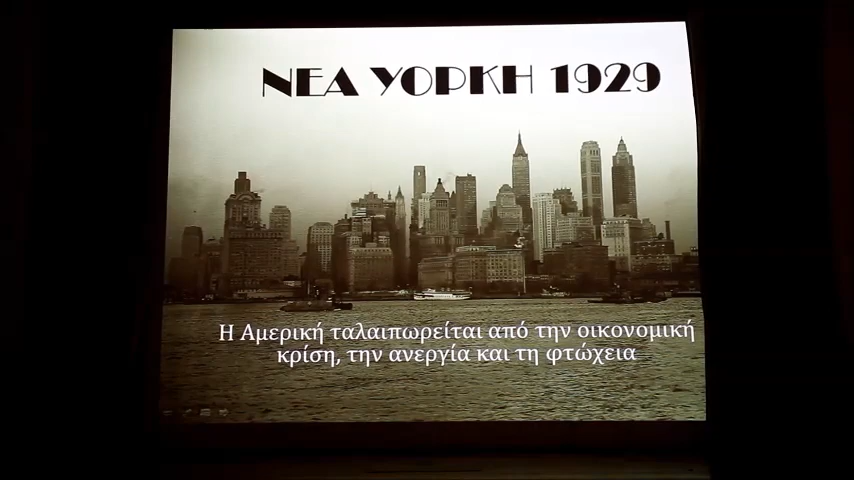 ΝΕΑ ΥΟΡΚΗ 1929
Η Αμερική ταλαιπωρείται από την οικονομική
κρίση, την ανεργία και τη φτώχεια